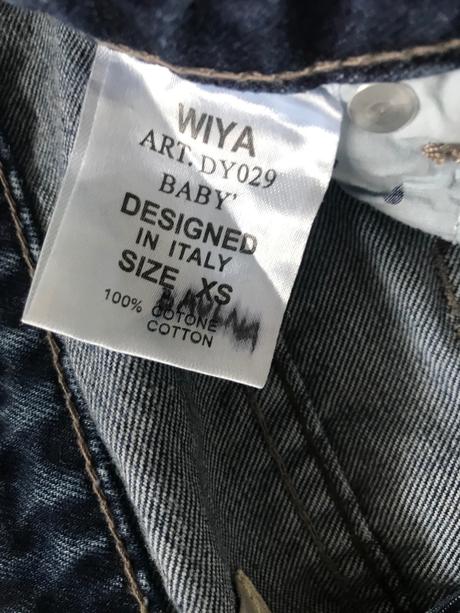 WIYA
ART. DY029
BABY'
DESIGNED
IN ITALY
SIZE XS
100% COTONE
COTTON